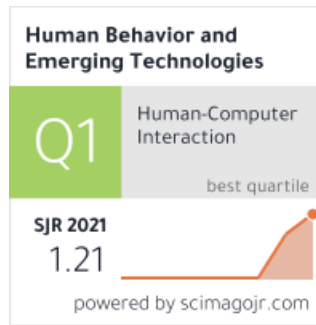 Human Behavior and
Emerging Technologies
Q1
Human-Computer
Interaction
best quartile
SJR 2021
1.21
powered by scimagojr.com